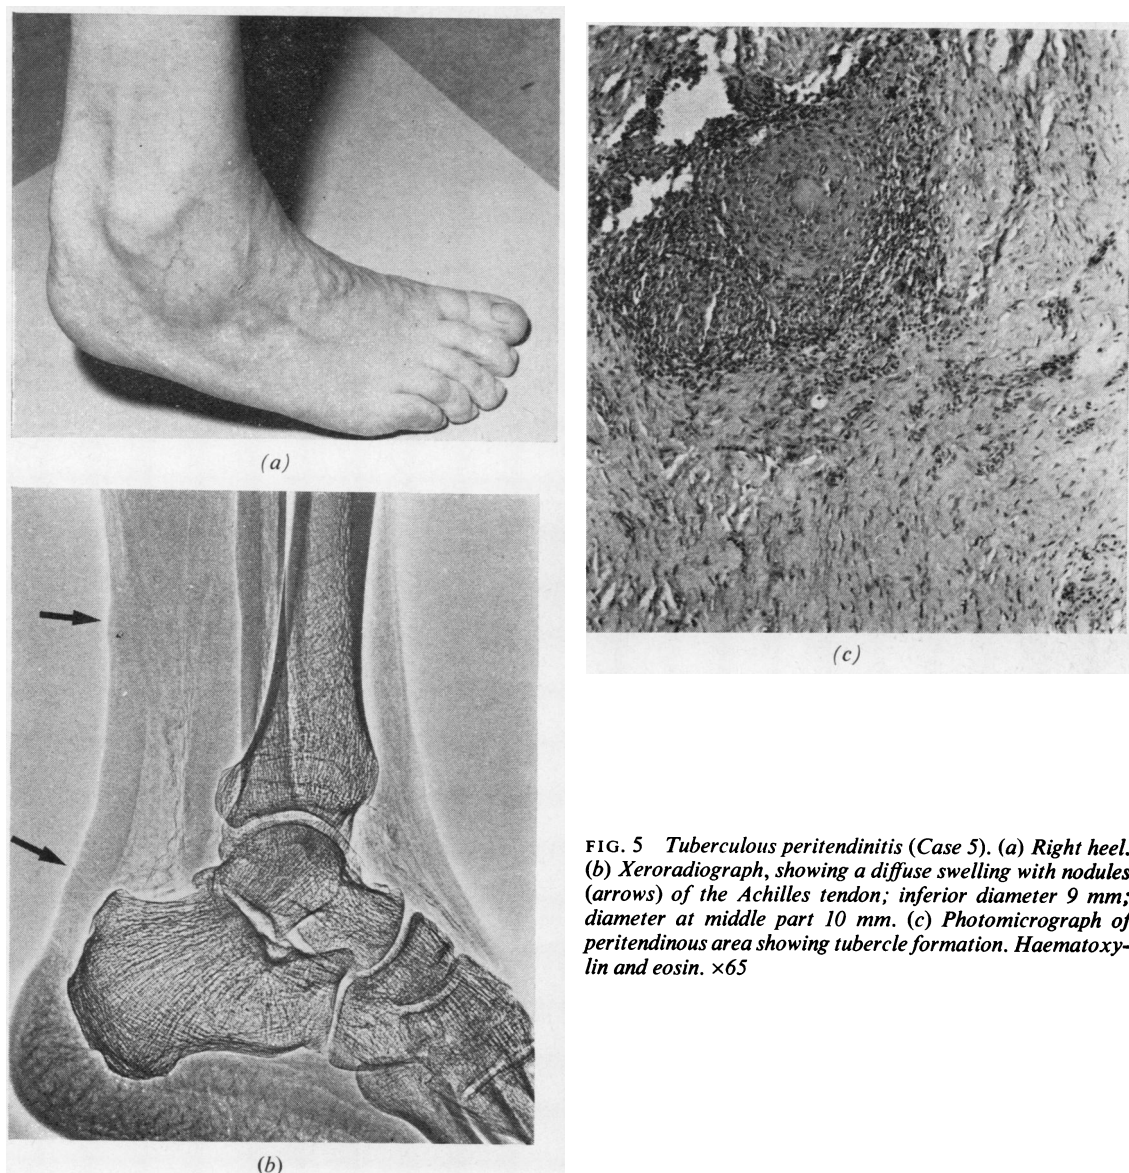 (a)
(b)
(c)
FIG. 5 Tuberculous peritendinitis (Case 5). (a) Right heel.
(b) Xeroradiograph, showing a diffuse swelling with nodules
(arrows) of the Achilles tendon; inferior diameter 9 mm;
diameter at middle part 10 mm. (c) Photomicrograph of
peritendinous area showing tubercle formation. Haematoxy-
lin and eosin. ×65